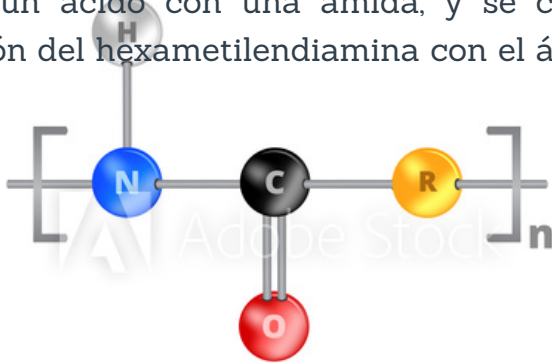 un ácido con una amida, y se c
ón del hexametilendiamina con el á
H
N C R
n
O
Adobe Stock